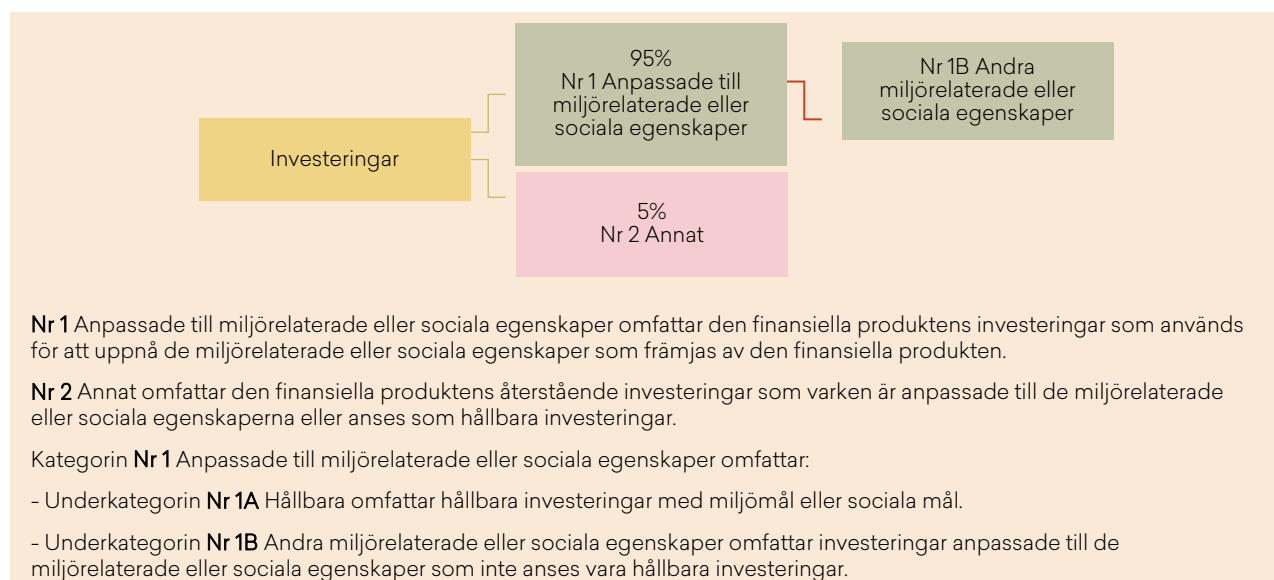 95%
Nr 1 Anpassade till
miljörelaterade eller
sociala egenskaper
Nr 1B Andra
miljörelaterade eller
sociala egenskaper
Investeringar
5%
Nr 2 Annat
Nr 1 Anpassade till miljörelaterade eller sociala egenskaper omfattar den finansiella produktens investeringar som används
för att uppnå de miljörelaterade eller sociala egenskaper som främjas av den finansiella produkten.
Nr 2 Annat omfattar den finansiella produktens återstående investeringar som varken är anpassade till de miljörelaterade
eller sociala egenskaperna eller anses som hållbara investeringar.
Kategorin Nr 1 Anpassade till miljörelaterade eller sociala egenskaper omfattar:
- Underkategorin Nr 1A Hållbara omfattar hållbara investeringar med miljömål eller sociala mål.
- Underkategorin Nr 1B Andra miljörelaterade eller sociala egenskaper omfattar investeringar anpassade till de
miljörelaterade eller sociala egenskaper som inte anses vara hållbara investeringar.